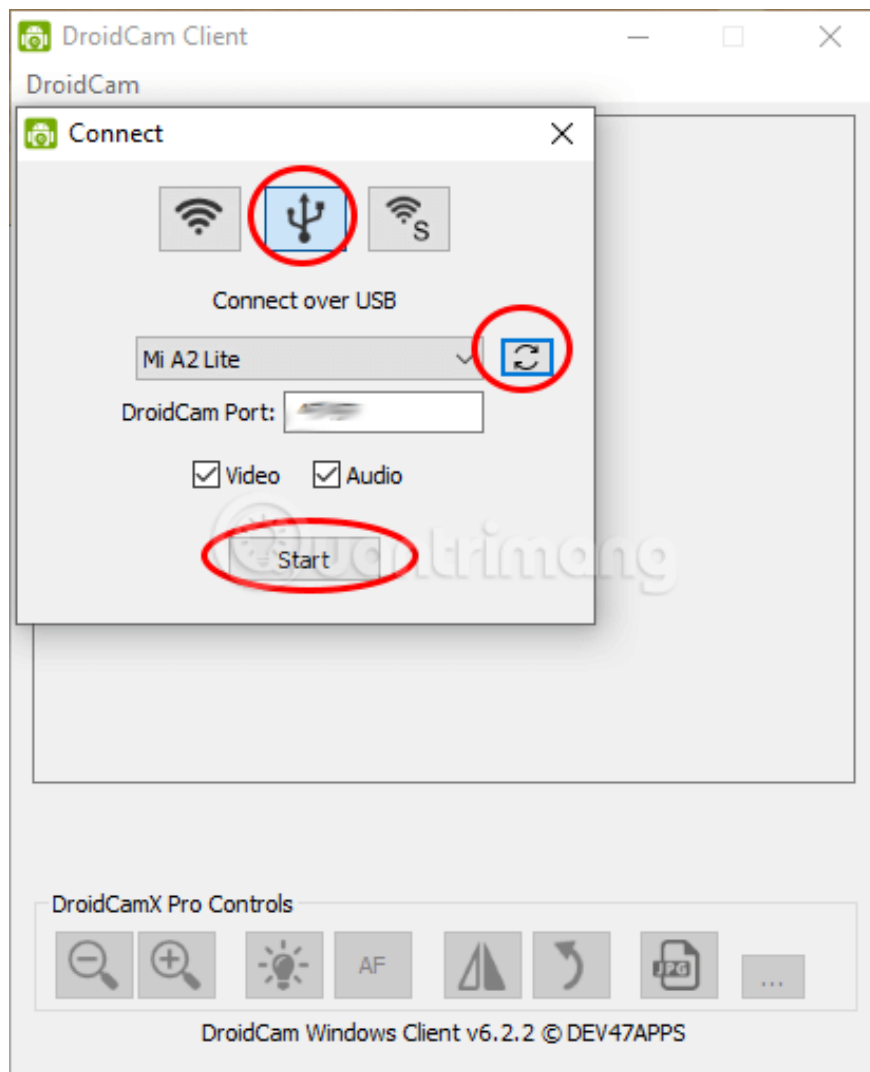 DroidCam Client
DroidCam
Connect
S
Connect over USB
Mi A2 Lite
DroidCam Port:
Video Audio
Start
uantrimang
DroidCamX Pro Controls
AF
JPG
...
DroidCam Windows Client v6.2.2 © DEV47APPS